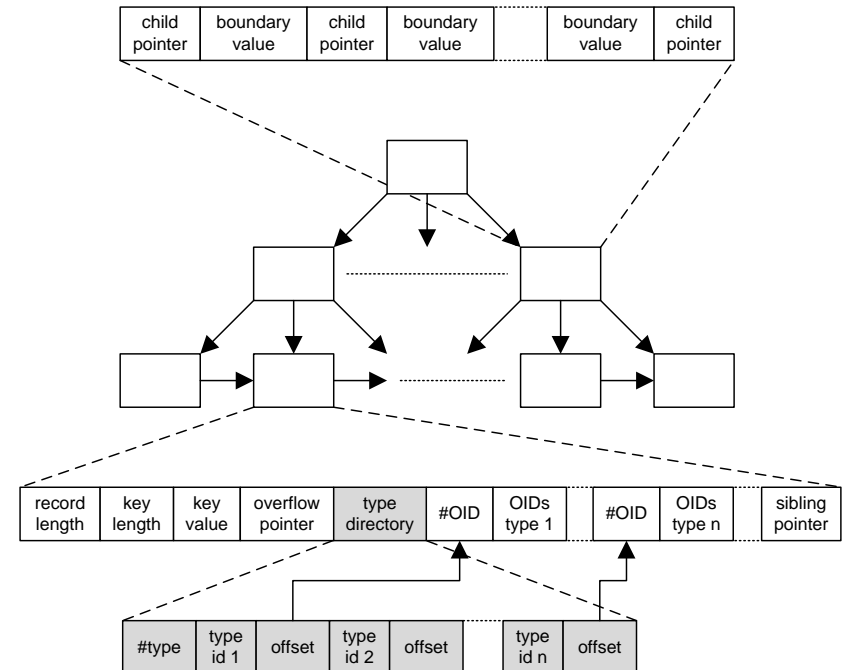 child pointer boundary value child pointer boundary value boundary value child pointer
record length key length key value overflow pointer type directory #OID OIDs type 1 #OID OIDs type n sibling pointer
#type type id 1 offset type id 2 offset type id n offset